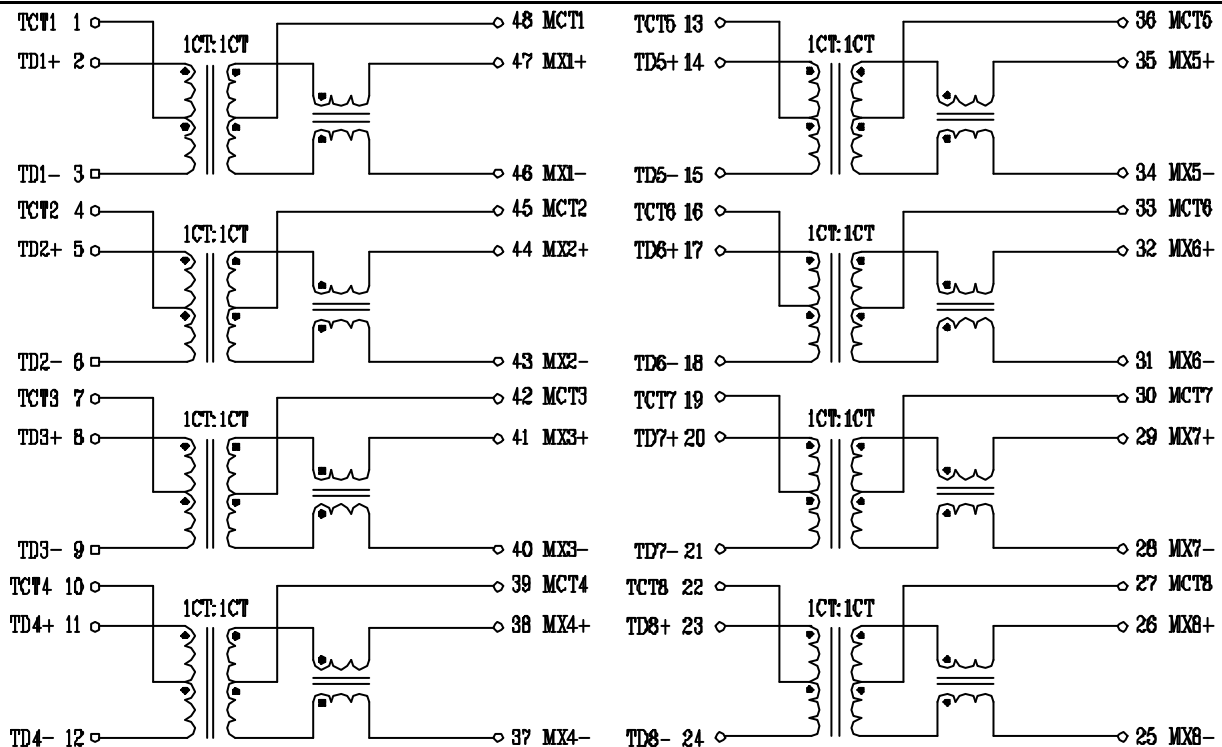 TCT1 1 48 MCT1
1CT:1CT
TD1+ 2 47 MX1+
TD1- 3 46 MX1-
TCT2 4 45 MCT2
1CT:1CT
TD2+ 5 44 MX2+
TD2- 6 43 MX2-
TCT3 7 42 MCT3
1CT:1CT
TD3+ 8 41 MX3+
TD3- 9 40 MX3-
TCT4 10 39 MCT4
1CT:1CT
TD4+ 11 38 MX4+
TD4- 12 37 MX4-
TCT5 13 36 MCT5
1CT:1CT
TD5+ 14 35 MX5+
TD5- 15 34 MX5-
TCT6 16 33 MCT6
1CT:1CT
TD6+ 17 32 MX6+
TD6- 18 31 MX6-
TCT7 19 30 MCT7
1CT:1CT
TD7+ 20 29 MX7+
TD7- 21 28 MX7-
TCT8 22 27 MCT8
1CT:1CT
TD8+ 23 26 MX8+
TD8- 24 25 MX8-